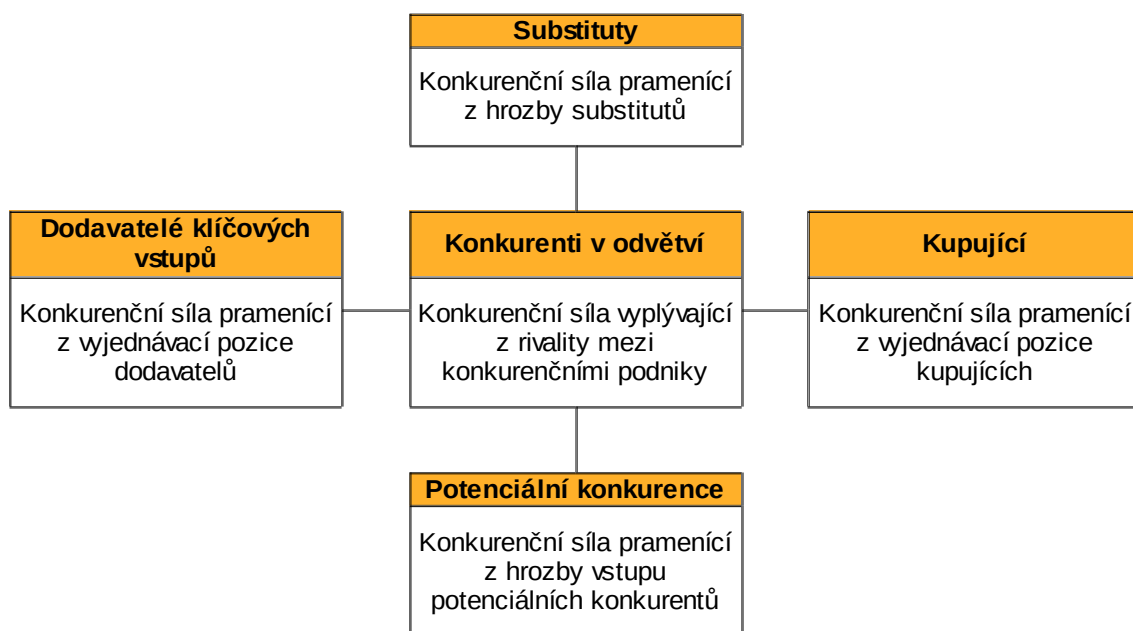 Substituty
Konkurenční síla pramenící
z hrozby substitutů
Dodavatelé klíčových
vstupů
Konkurenční síla pramenící
z vyjednávací pozice
dodavatelů
Konkurenti v odvětví
Konkurenční síla vyplývající
z rivality mezi
konkurenčními podniky
Kupující
Konkurenční síla pramenící
z vyjednávací pozice
kupujících
Potenciální konkurence
Konkurenční síla pramenící
z hrozby vstupu
potenciálních konkurentů